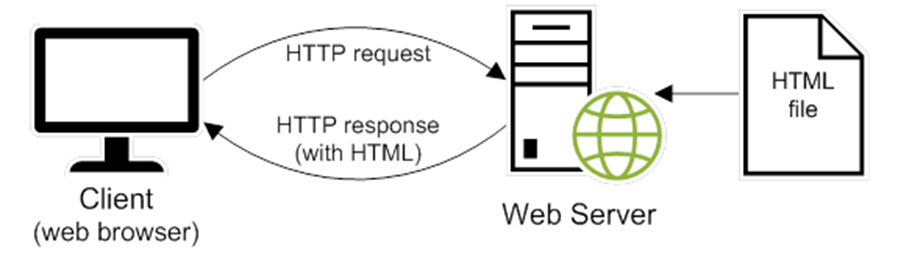 HTTP request
HTTP response
(with HTML)
Client
(web browser)
Web Server
HTML
file